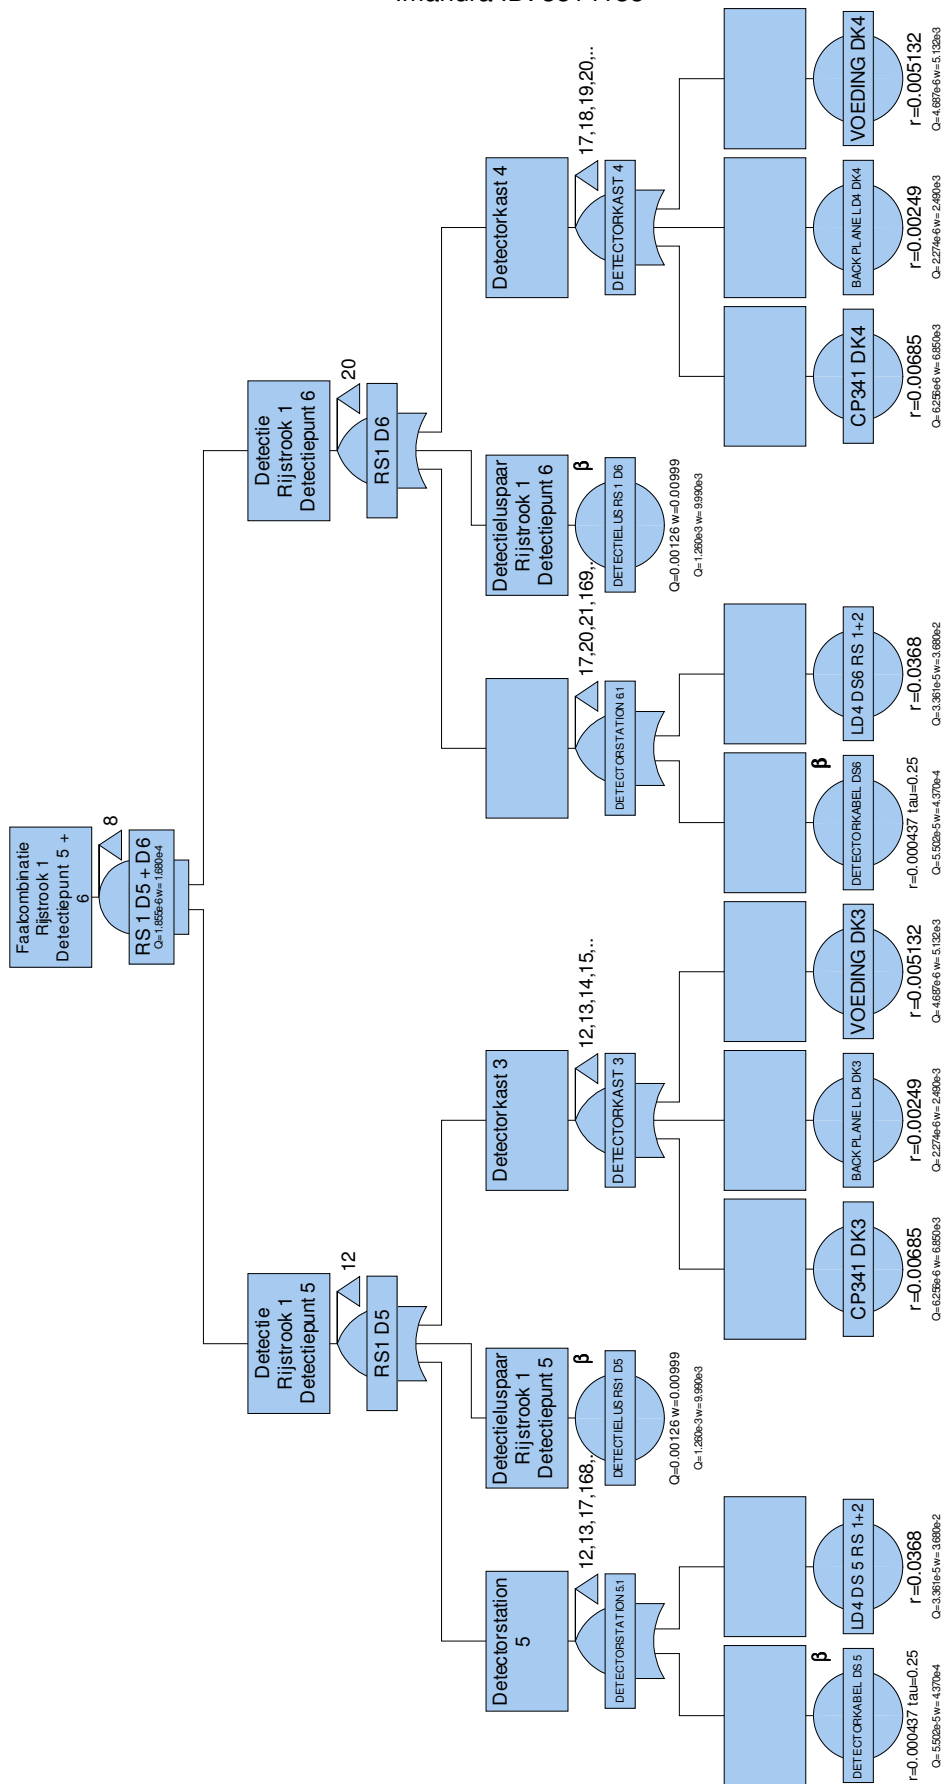 Faalcombinatie
Rijstrook 1
Detectiepunt 5 +
6
8
RS 1 D5 + D6
Q=1.855e-6 w=1.680e-4
Detectie
Rijstrook 1
Detectiepunt 5
12
RS1 D5
Detectie
Rijstrook 1
Detectiepunt 6
20
RS1 D6
Detectorstation
5
12,13,17,168,..
DETECTORSTATION 5.1
Detectieluspaar
Rijstrook 1
Detectiepunt 5
β
DETECTIELUS RS1 D5
Q=0.00126 w=0.00999
Q=1.260e-3 w=9.990e-3
Detectorkast 3
12,13,14,15,..
DETECTORKAST 3
17,20,21,169,..
DETECTORSTATION 6.1
Detectieluspaar
Rijstrook 1
Detectiepunt 6
β
DETECTIELUS RS 1 D6
Q=0.00126 w=0.00999
Q=1.260e-3 w=9.990e-3
Detectorkast 4
17,18,19,20,..
DETECTORKAST 4
β
DETECTORKABEL DS 5
r=0.000437 tau=0.25
Q=5.502e-5 w=4.370e-4
LD4 DS 5 RS 1+2
r=0.0368
Q=3.361e-5 w=3.680e-2
CP341 DK3
r=0.00685
Q=6.256e-6 w=6.850e-3
BACK PLANE LD4 DK3
r=0.00249
Q=2.274e-6 w=2.490e-3
VOEDING DK3
r=0.005132
Q=4.687e-6 w=5.132e-3
β
DETECTORKABEL DS6
r=0.000437 tau=0.25
Q=5.502e-5 w=4.370e-4
LD4 DS6 RS 1+2
r=0.0368
Q=3.361e-5 w=3.680e-2
CP341 DK4
r=0.00685
Q=6.256e-6 w=6.850e-3
BACK PLANE LD4 DK4
r=0.00249
Q=2.274e-6 w=2.490e-3
VOEDING DK4
r=0.005132
Q=4.687e-6 w=5.132e-3